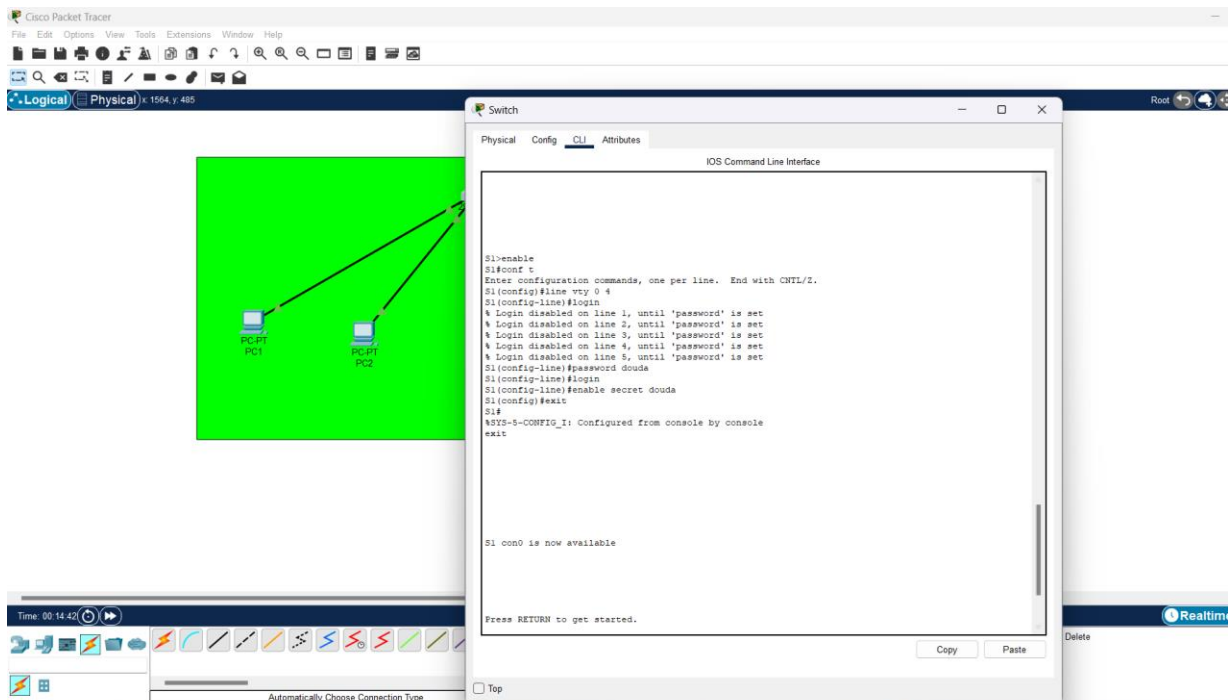 Cisco Packet Tracer
File Edit Options View Tools Extensions Window Help
Logical Physical x: 1564, y: 485
Root
PC-PT
PC1
PC-PT
PC2
Switch
Physical Config CLI Attributes
IOS Command Line Interface
S1>enable
S1#conf t
Enter configuration commands, one per line. End with CNTL/Z.
S1(config)#line vty 0 4
S1(config-line)#login
% Login disabled on line 1, until 'password' is set
% Login disabled on line 2, until 'password' is set
% Login disabled on line 3, until 'password' is set
% Login disabled on line 4, until 'password' is set
% Login disabled on line 5, until 'password' is set
S1(config-line)#password douda
S1(config-line)#login
S1(config-line)#enable secret douda
S1(config)#exit
S1#
%SYS-5-CONFIG_I: Configured from console by console
exit
S1 con0 is now available
Press RETURN to get started.
Copy Paste
Top
Time: 00:14:42
Realtime
Delete
Automatically Choose Connection Type